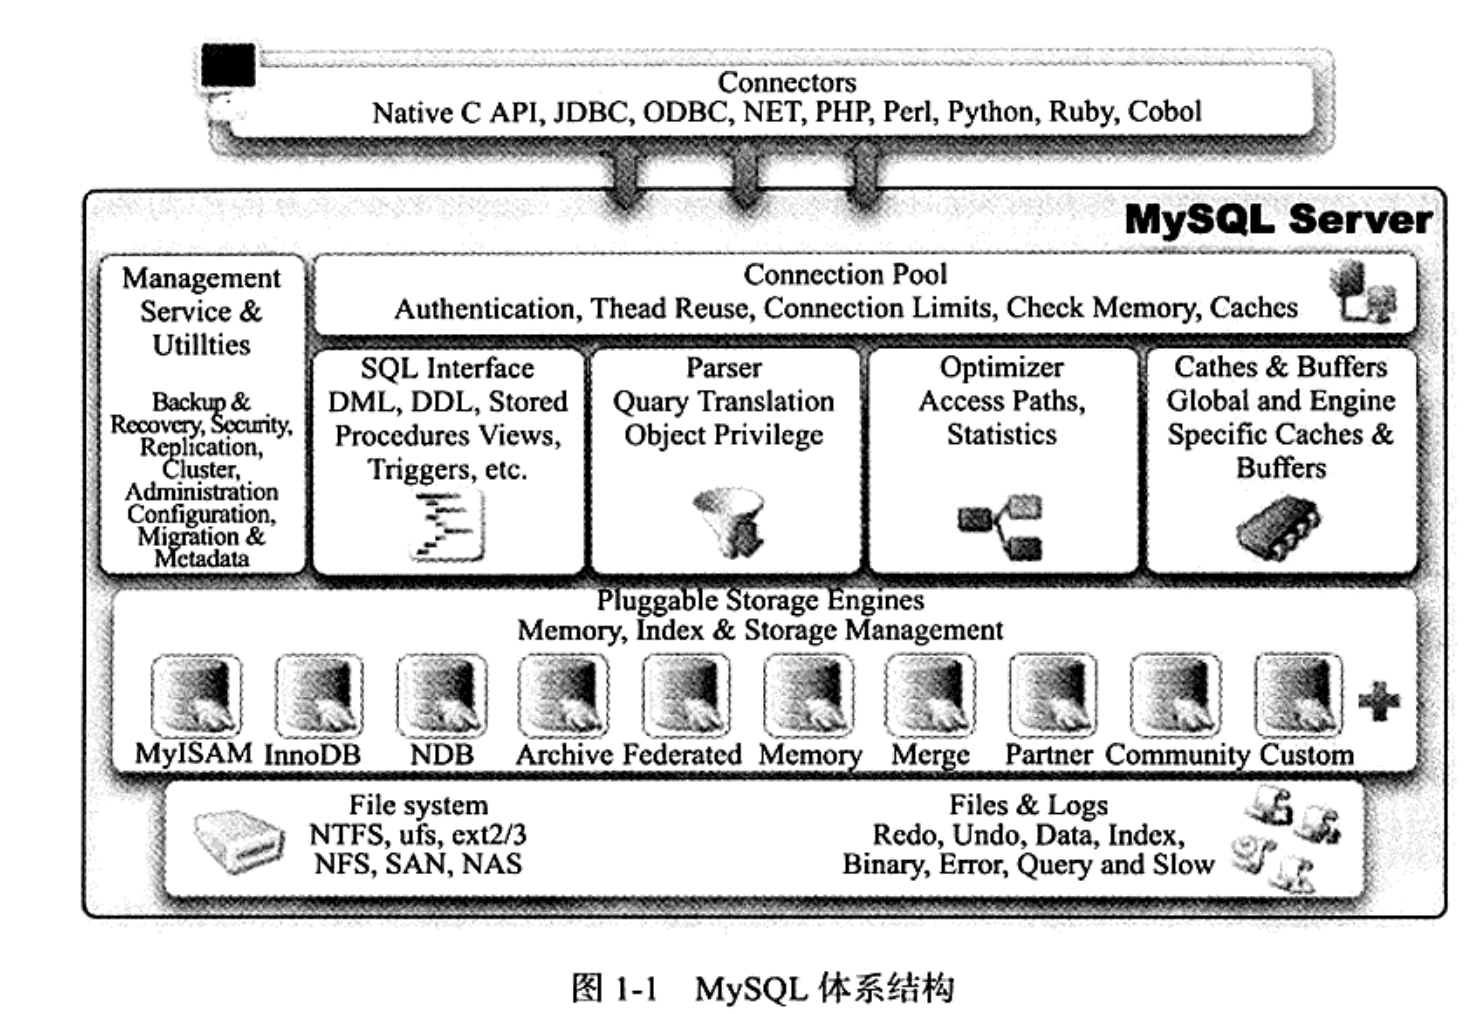 Connectors
Native C API, JDBC, ODBC, NET, PHP, Perl, Python, Ruby, Cobol
MySQL Server
Management
Service &
Utillties
Backup &
Recovery, Security,
Replication,
Cluster,
Administration
Configuration,
Migration &
Metadata
Connection Pool
Authentication, Thead Reuse, Connection Limits, Check Memory, Caches
SQL Interface
DML, DDL, Stored
Procedures Views,
Triggers, etc.
Parser
Quary Translation
Object Privilege
Optimizer
Access Paths,
Statistics
Cathes & Buffers
Global and Engine
Specific Caches &
Buffers
Pluggable Storage Engines
Memory, Index & Storage Management
MyISAM InnoDB NDB Archive Federated Memory Merge Partner Community Custom
File system
NTFS, ufs, ext2/3
NFS, SAN, NAS
Files & Logs
Redo, Undo, Data, Index,
Binary, Error, Query and Slow
图 1-1 MySQL 体系结构